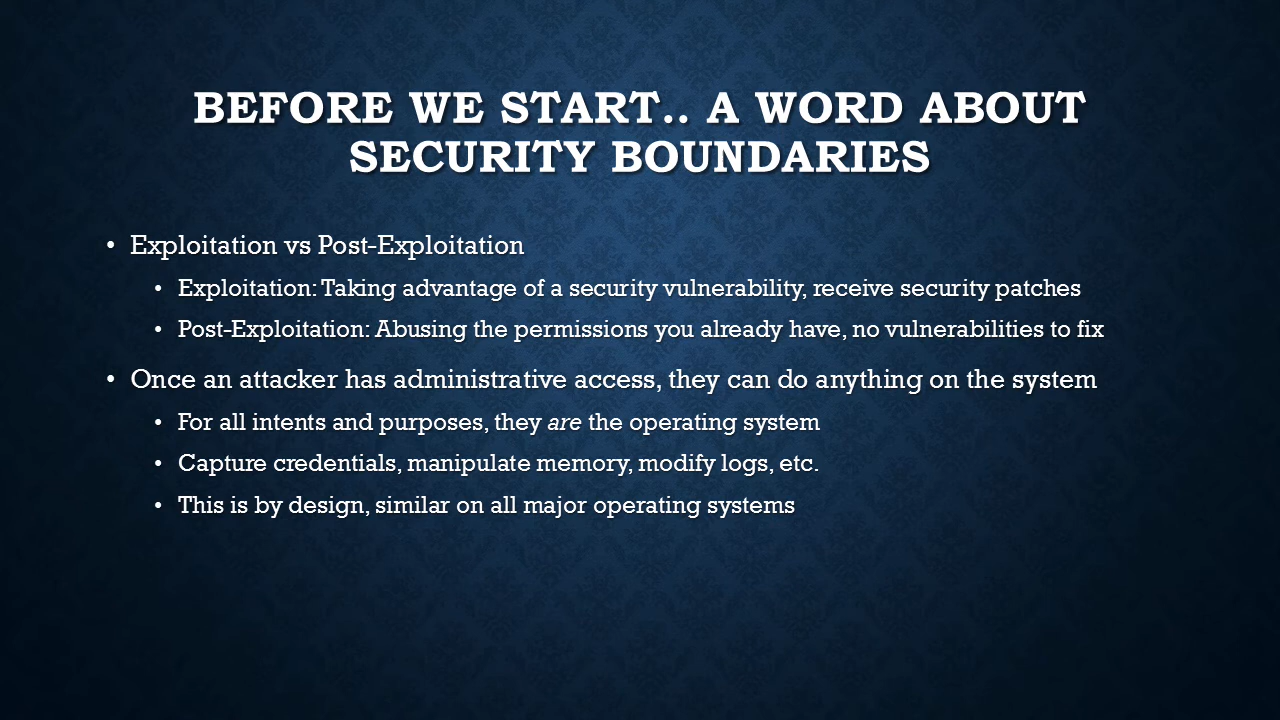 BEFORE WE START.. A WORD ABOUT
SECURITY BOUNDARIES
• Exploitation vs Post-Exploitation
• Exploitation: Taking advantage of a security vulnerability, receive security patches
• Post-Exploitation: Abusing the permissions you already have, no vulnerabilities to fix
• Once an attacker has administrative access, they can do anything on the system
• For all intents and purposes, they are the operating system
• Capture credentials, manipulate memory, modify logs, etc.
• This is by design, similar on all major operating systems